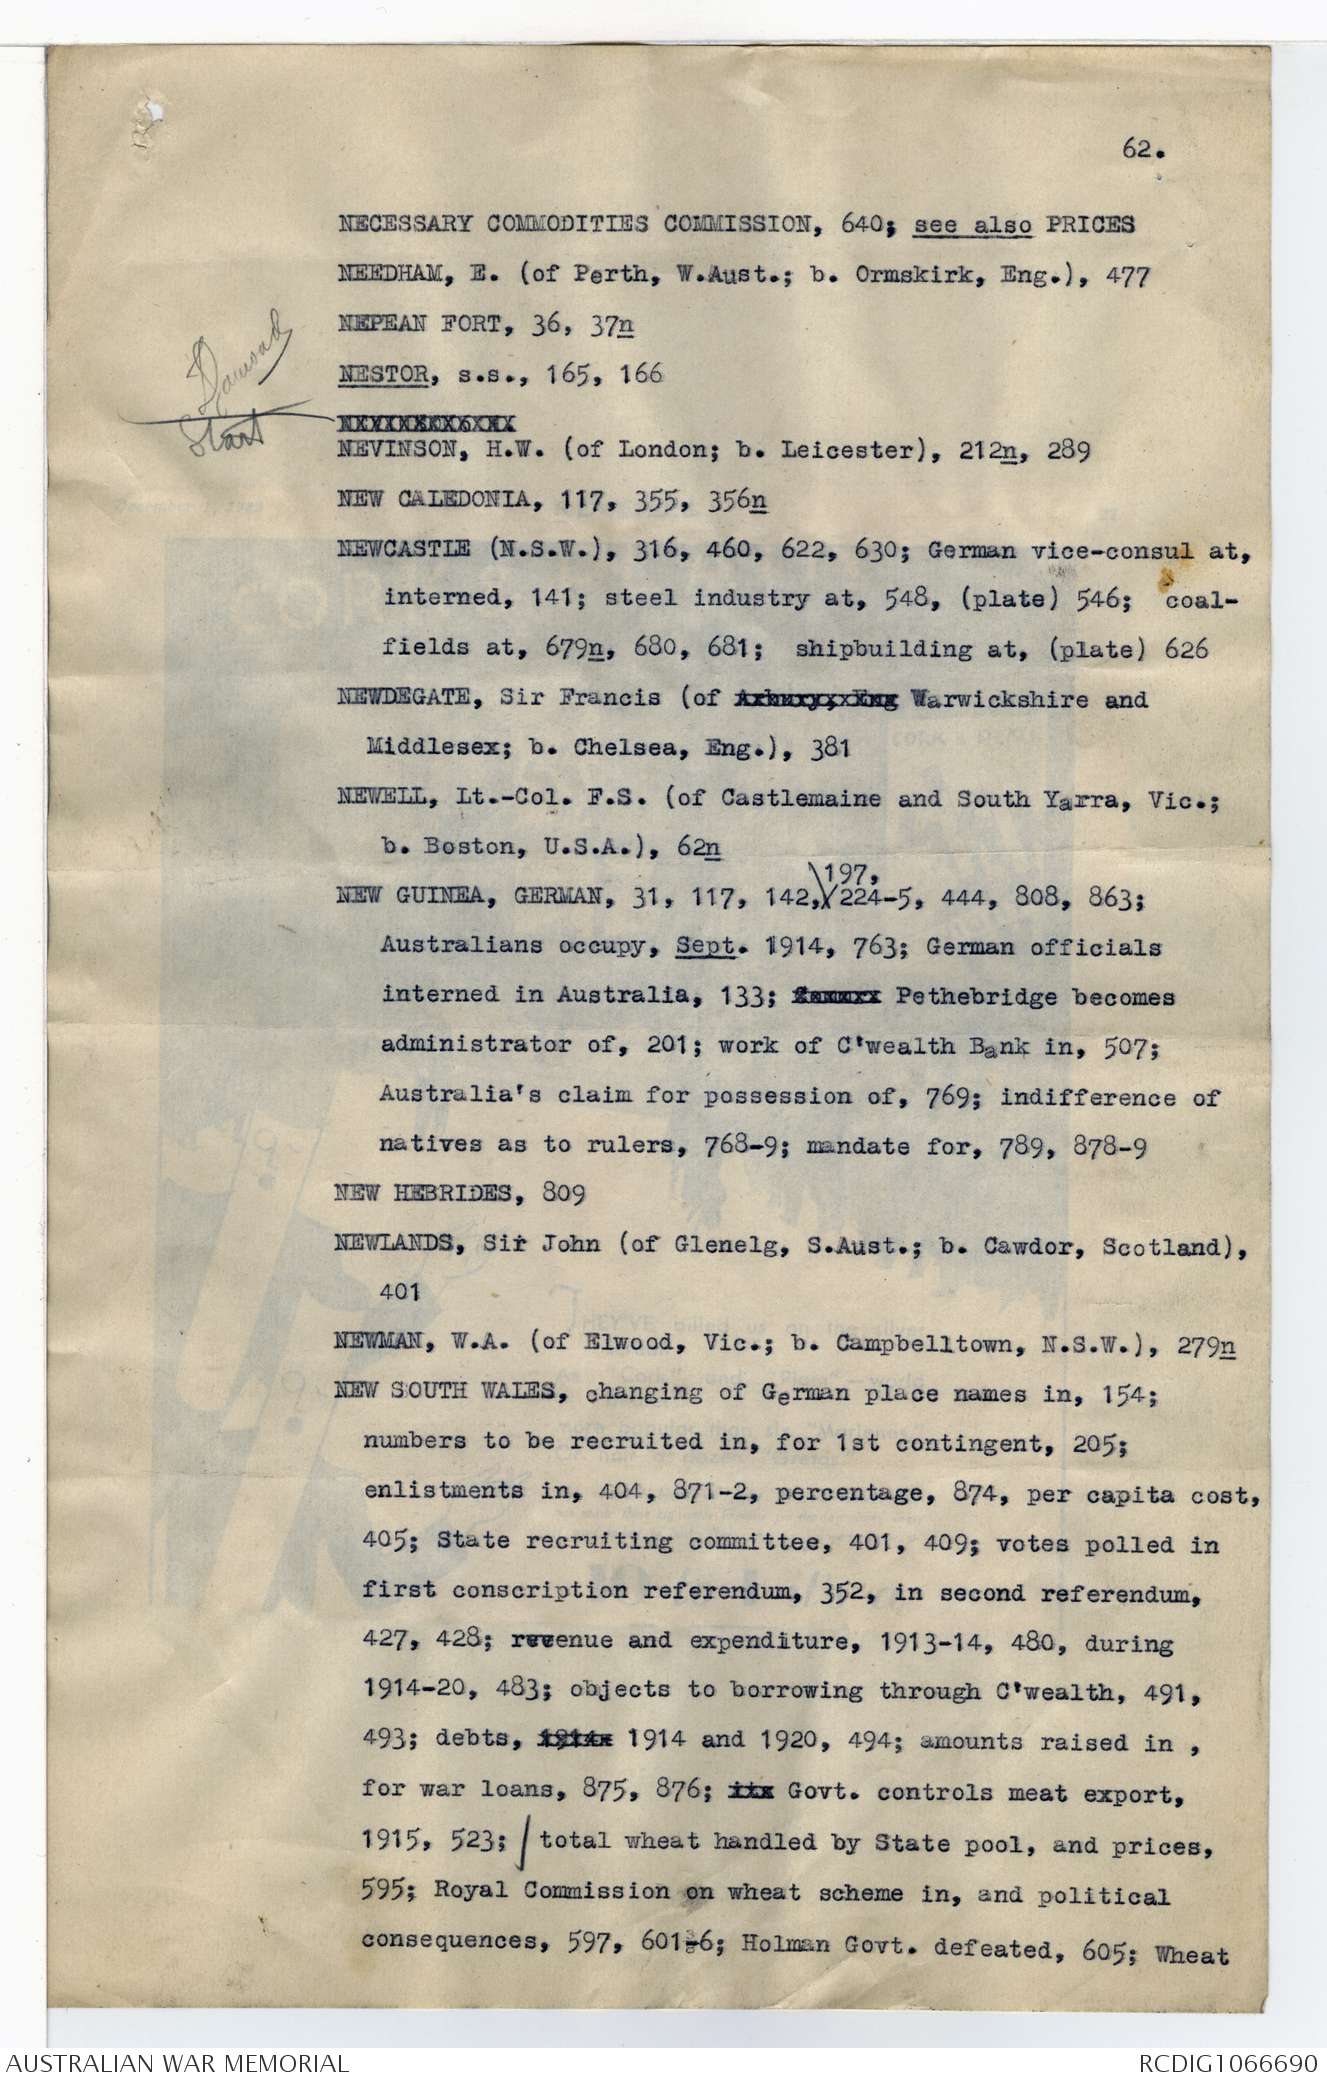 62.
NECESSARY COMMODITIES COMMISSION, 640; see also PRICES
NEEDHAM, E. (of Perth, W.Aust.; b. Ormskirk, Eng.), 477
NEPEAN FORT, 36, 37n
NESTOR, s.s., 165, 166
Start
NEVINSON, H.W. (of London; b. Leicester), 212n, 289
NEW CALEDONIA, 117, 355, 356n
NEWCASTLE (N.S.W.), 316, 460, 622, 630; German vice-consul at,
interned, 141; steel industry at, 548, (plate) 546; coal-
fields at, 679n, 680, 681; shipbuilding at, (plate) 626
NEWDEGATE, Sir Francis (of Warwickshire and
Middlesex; b. Chelsea, Eng.), 381
NEWELL, Lt.-Col. F.S. (of Castlemaine and South Yarra, Vic.;
b. Boston, U.S.A.), 62n
197,
NEW GUINEA, GERMAN, 31, 117, 142, 224-5, 444, 808, 863;
Australians occupy, Sept. 1914, 763; German officials
interned in Australia, 133; Pethebridge becomes
administrator of, 201; work of C'wealth Bank in, 507;
Australia's claim for possession of, 769; indifference of
natives as to rulers, 768-9; mandate for, 789, 878-9
NEW HEBRIDES, 809
NEWLANDS, Sir John (of Glenelg, S.Aust.; b. Cawdor, Scotland),
401
NEWMAN, W.A. (of Elwood, Vic.; b. Campbelltown, N.S.W.), 279n
NEW SOUTH WALES, changing of German place names in, 154;
numbers to be recruited in, for 1st contingent, 205;
enlistments in, 404, 871-2, percentage, 874, per capita cost,
405; State recruiting committee, 401, 409; votes polled in
first conscription referendum, 352, in second referendum,
427, 428; revenue and expenditure, 1913-14, 480, during
1914-20, 483; objects to borrowing through C'wealth, 491,
493; debts, 1914 and 1920, 494; amounts raised in ,
for war loans, 875, 876; Govt. controls meat export,
1915, 523; / total wheat handled by State pool, and prices,
595; Royal Commission on wheat scheme in, and political
consequences, 597, 601-6; Holman Govt. defeated, 605; Wheat
AUSTRALIAN WAR MEMORIAL
RCDIG1066690